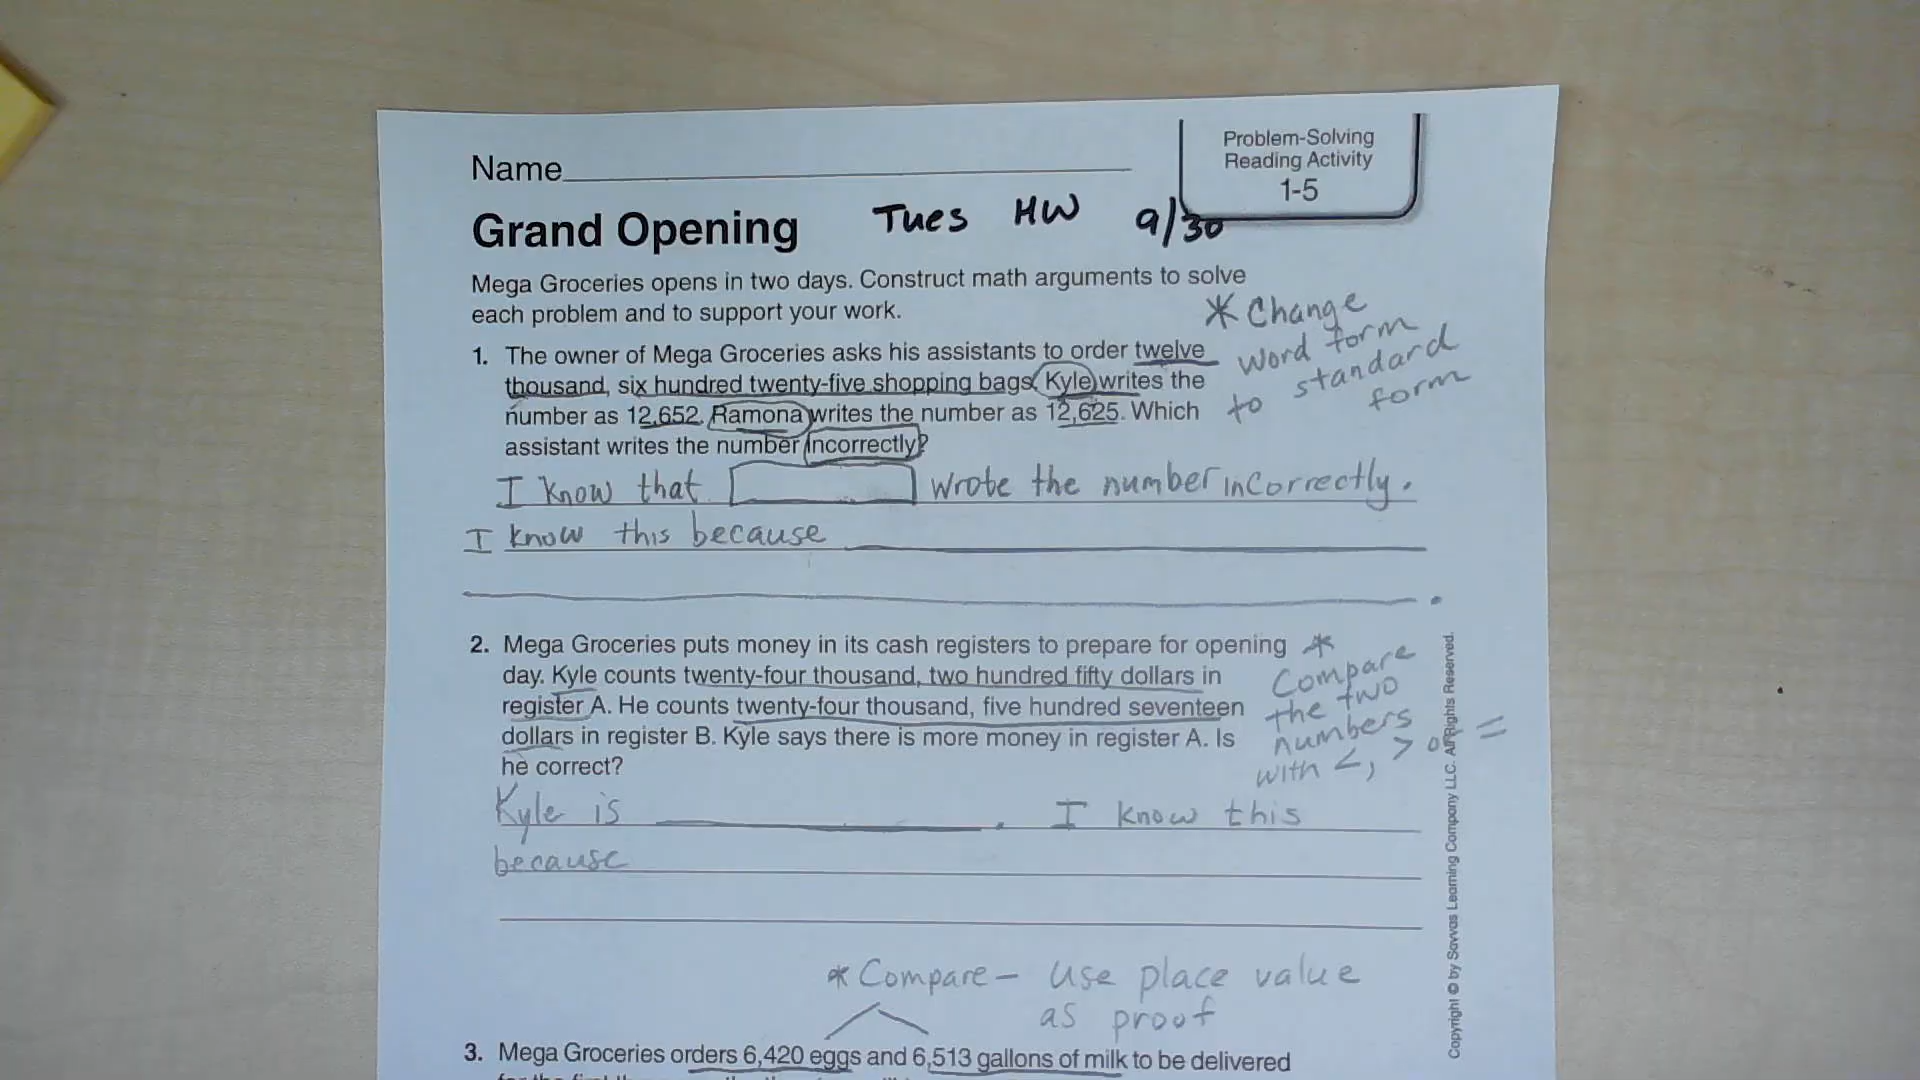 Name
Problem-Solving
Reading Activity
1-5
Grand Opening Tues HW 9/30
Mega Groceries opens in two days. Construct math arguments to solve
each problem and to support your work.
* Change
word form
to standard
form
1. The owner of Mega Groceries asks his assistants to order twelve
thousand, six hundred twenty-five shopping bags. Kyle writes the
number as 12,652. Ramona writes the number as 12,625. Which
assistant writes the number incorrectly?
I know that wrote the number incorrectly.
I know this because
.
2. Mega Groceries puts money in its cash registers to prepare for opening
day. Kyle counts twenty-four thousand, two hundred fifty dollars in
register A. He counts twenty-four thousand, five hundred seventeen
dollars in register B. Kyle says there is more money in register A. Is
he correct?
*
Compare
the two
numbers
with <, > or =
Kyle is . I know this
because
* Compare - use place value
as proof
3. Mega Groceries orders 6,420 eggs and 6,513 gallons of milk to be delivered
Copyright © by Savvas Learning Company LLC. All Rights Reserved.